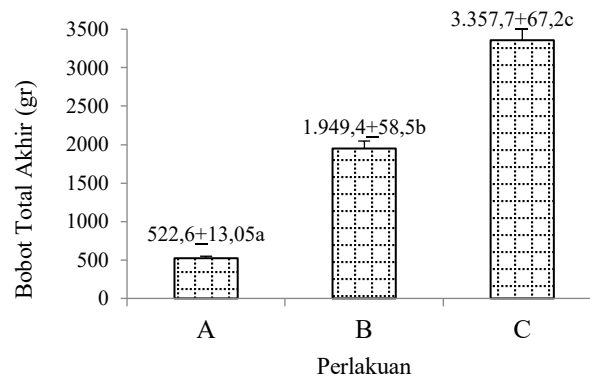 Bobot Total Akhir (gr)
3500
3000
2500
2000
1500
1000
500
0
522,6+13,05a
1.949,4+58,5b
3.357,7+67,2c
A
B
C
Perlakuan